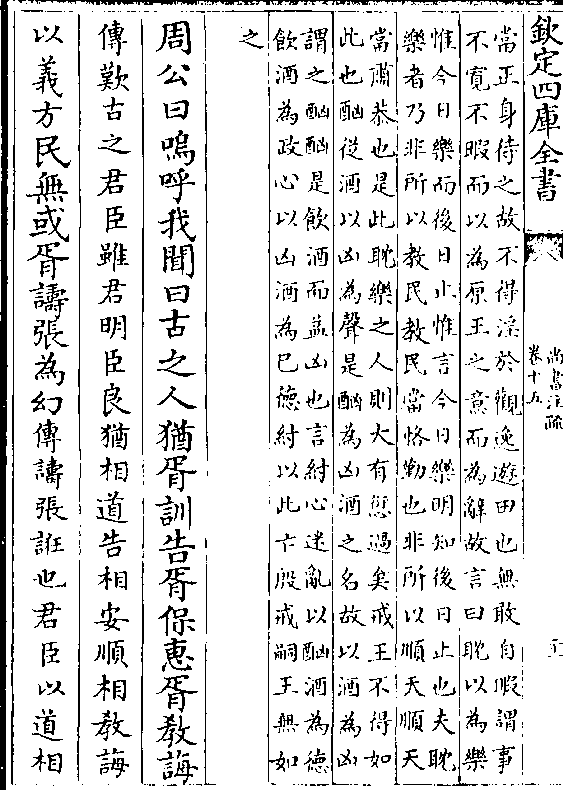 欽定四庫全書
尚書注疏
卷十五
當正身待之故不得淫於觀逸遊田也無敢自暇謂事
不寬不暇而以為原王之意而為辭故言曰耽以為樂
惟今日樂而後日止惟言今日樂明知後日止也夫耽
樂者乃非所以教民教民當恪勤也非所以順天順天
當肅恭也是此耽樂之人則大有愆過矣戒王不得如
此也酗從酒以凶為聲是酗為凶酒之名故以酒為凶
謂之酗酗是飲酒而益凶也言紂心迷亂以酗酒為德
飲酒為政心以凶酒為己德紂以此亡殷戒嗣王無如
之
周公曰嗚呼我聞曰古之人猶胥訓告胥保惠胥教誨
傳歎古之君臣雖君明臣良猶相道告相安順相教誨
以義方民無或胥譸張為幻傳譸張誑也君臣以道相